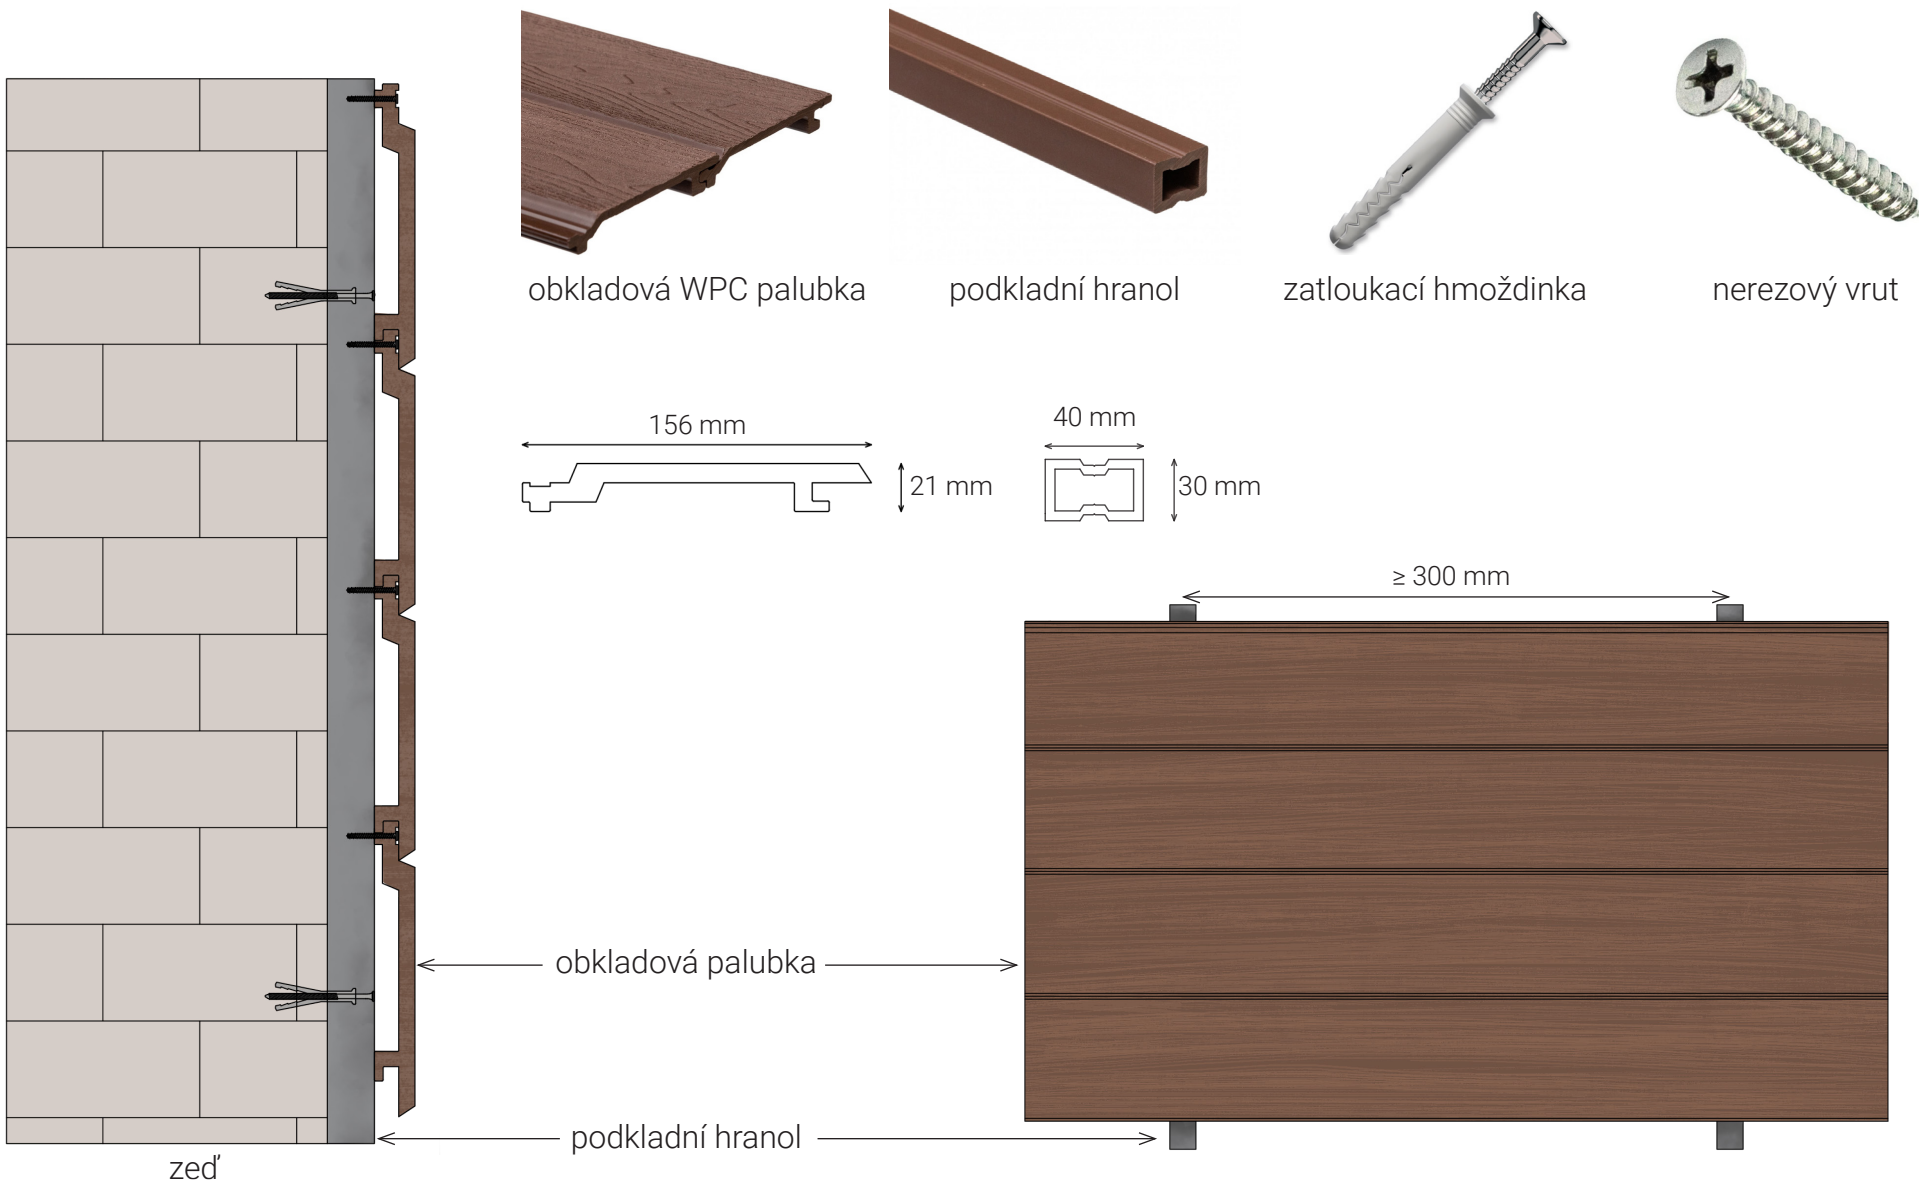 obkladová WPC palubka
podkladní hranol
zatloukací hmoždinka
nerezový vrut
156 mm
21 mm
40 mm
30 mm
≥ 300 mm
obkladová palubka
podkladní hranol
zeď